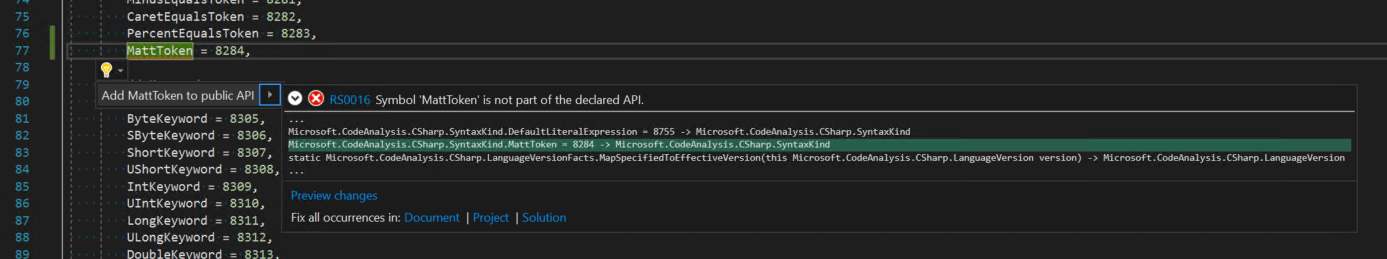 75 CaretEqualsToken = 8282,
76 PercentEqualsToken = 8283,
77 MattToken = 8284,
78
79
Add MattToken to public API
RS0016 Symbol 'MattToken' is not part of the declared API.
80
81 ByteKeyword = 8305,
...
82 SByteKeyword = 8306,
Microsoft.CodeAnalysis.CSharp.SyntaxKind.DefaultLiteralExpression = 8755 -> Microsoft.CodeAnalysis.CSharp.SyntaxKind
83 ShortKeyword = 8307,
Microsoft.CodeAnalysis.CSharp.SyntaxKind.MattToken = 8284 -> Microsoft.CodeAnalysis.CSharp.SyntaxKind
84 UShortKeyword = 8308,
static Microsoft.CodeAnalysis.CSharp.LanguageVersionFacts.MapSpecifiedToEffectiveVersion(this Microsoft.CodeAnalysis.CSharp.LanguageVersion version) -> Microsoft.CodeAnalysis.CSharp.LanguageVersion
...
85 IntKeyword = 8309,
86 UIntKeyword = 8310,
Preview changes
87 LongKeyword = 8311,
Fix all occurrences in: Document | Project | Solution
88 ULongKeyword = 8312,
89 DoubleKeyword = 8313,